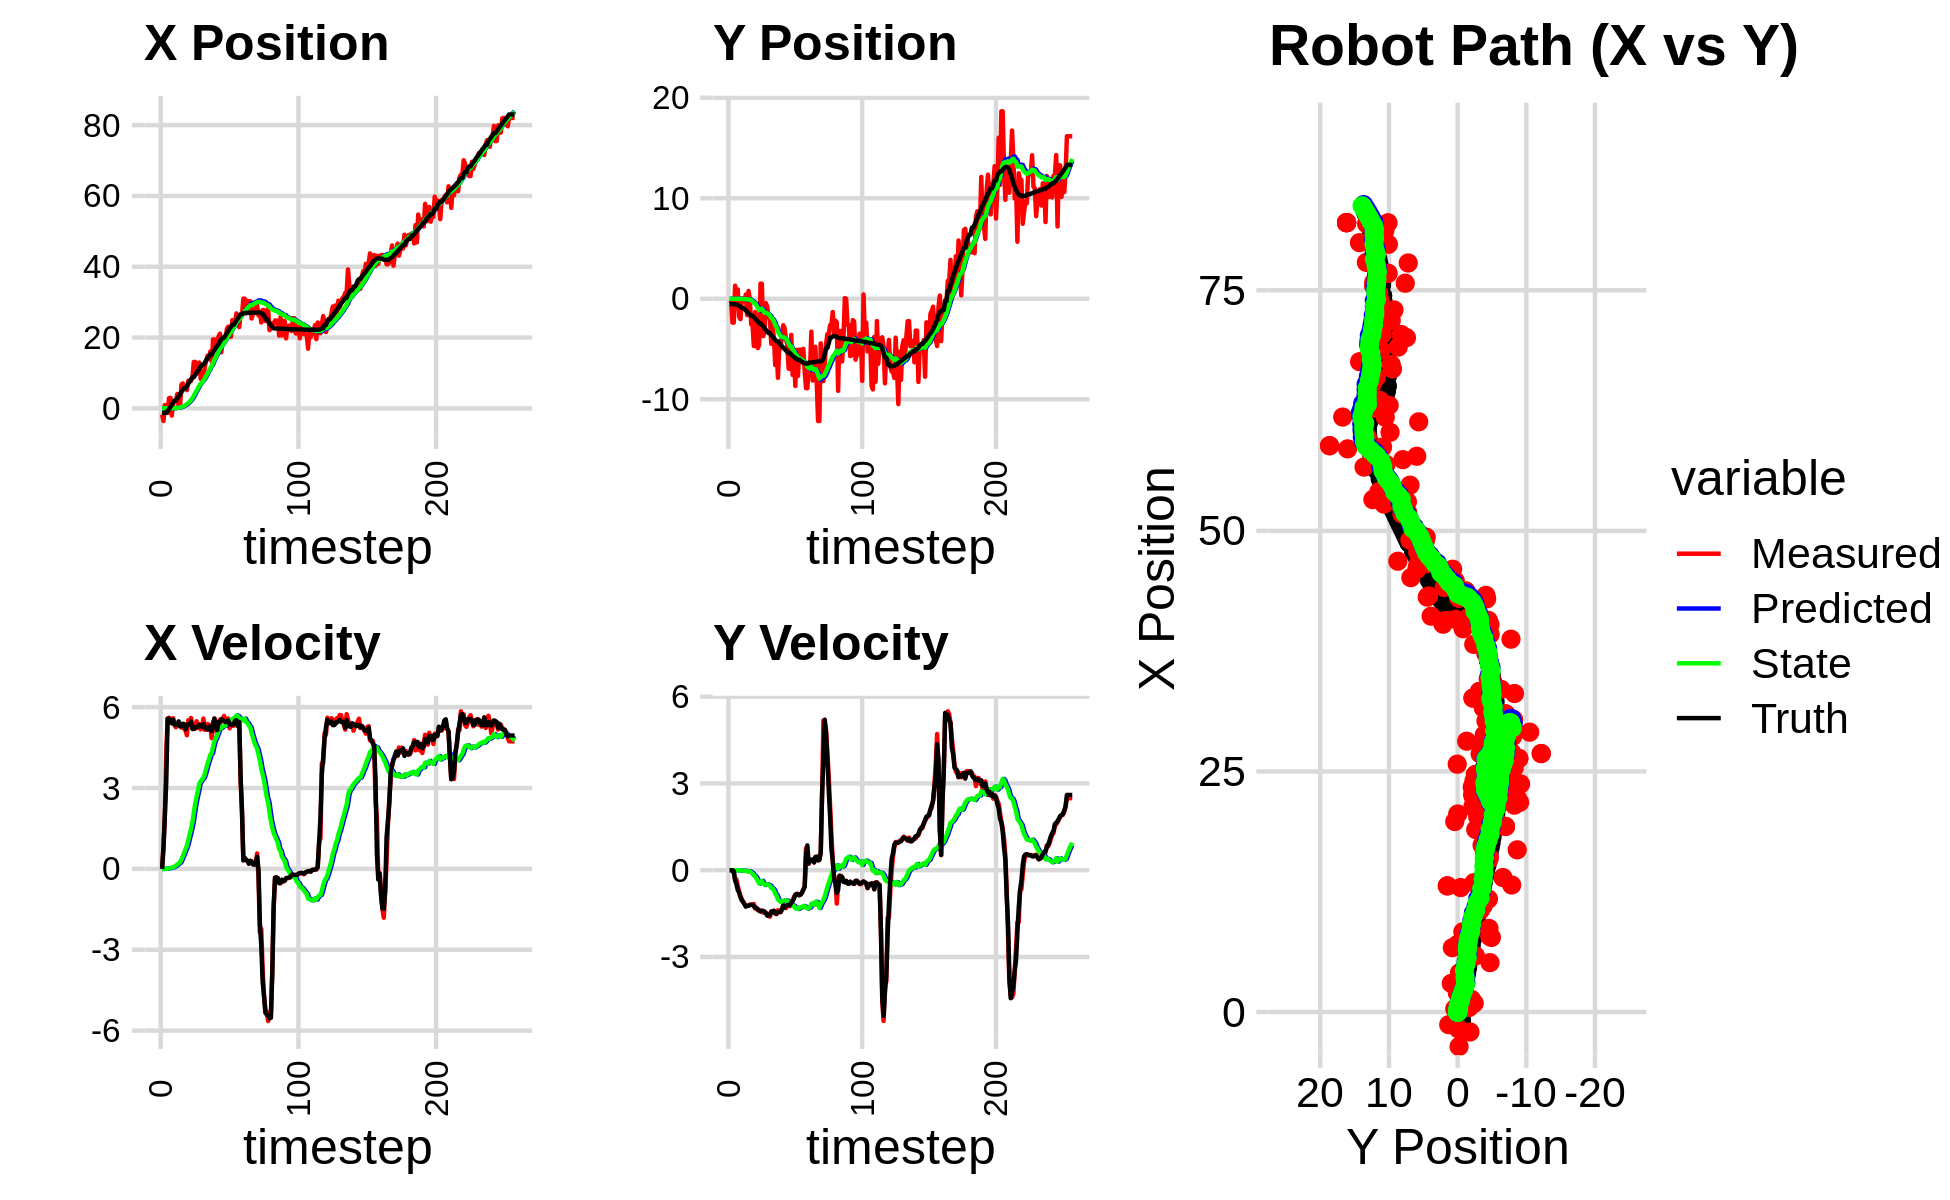 X Position
80
60
40
20
0
0
100
200
timestep
Y Position
20
10
0
-10
0
100
200
timestep
X Velocity
6
3
0
-3
-6
0
100
200
timestep
Y Velocity
6
3
0
-3
0
100
200
timestep
Robot Path (X vs Y)
X Position
75
50
25
0
20 10 0 -10 -20
Y Position
variable
Measured
Predicted
State
Truth